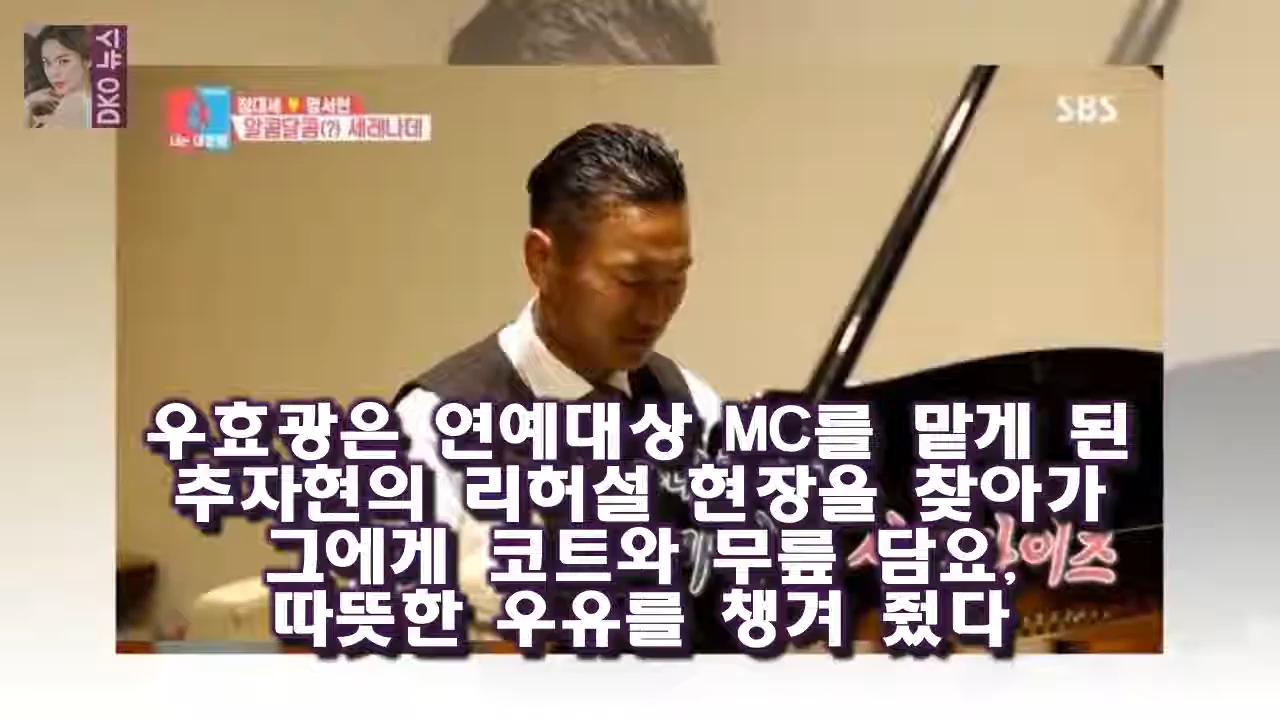 DKO 뉴스
정대세 명서현
알콤달콤(?) 세레나데
SBS
우효광은 연예대상 MC를 맡게 된
추자현의 리허설 현장을 찾아가
그에게 코트와 무릎 담요,
따뜻한 우유를 챙겨 줬다